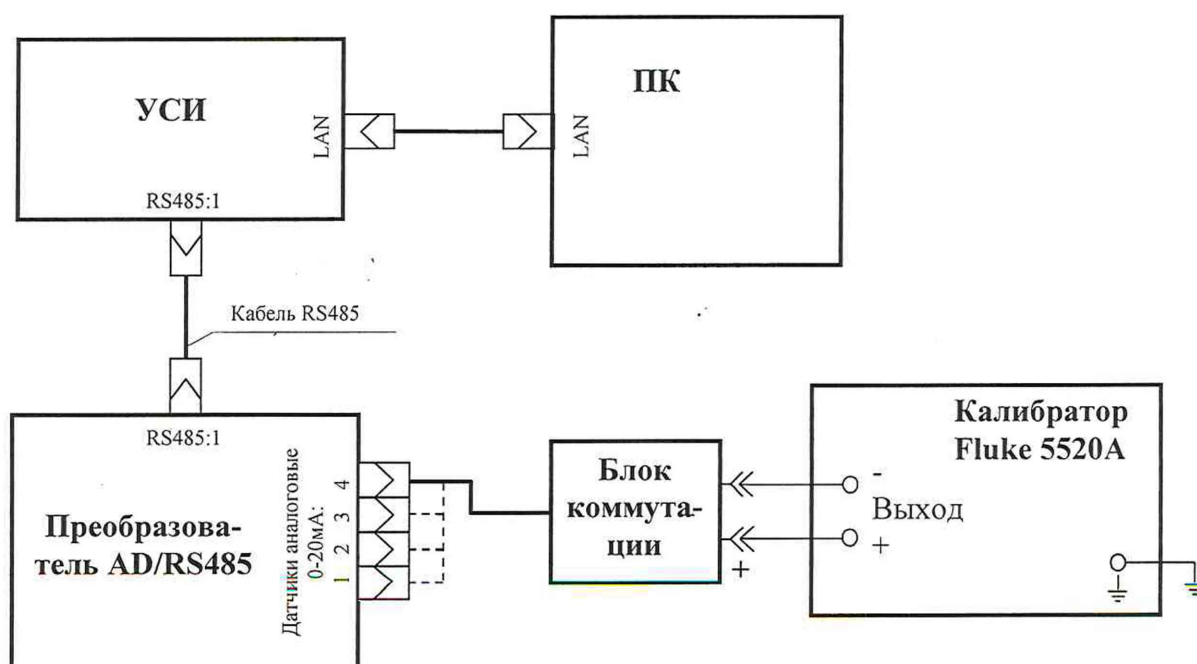 УСИ
LAN
RS485:1
ПК
LAN
Кабель RS485
RS485:1
Преобразова-
тель AD/RS485
Датчики аналоговые
0-20мА:
4
3
2
1
Блок
коммута-
ции
+
Калибратор
Fluke 5520A
-
Выход
+